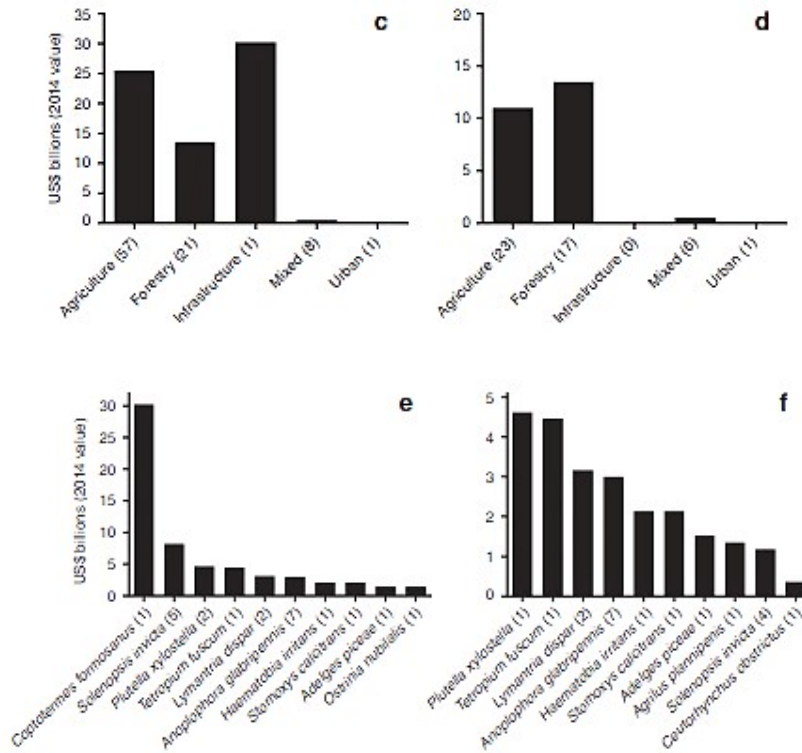 c
US$ billions (2014 value)
35
30
25
20
15
10
5
0
Agriculture (57)
Forestry (21)
Infrastructure (1)
Mixed (8)
Urban (1)
d
20
15
10
5
0
Agriculture (23)
Forestry (17)
Infrastructure (0)
Mixed (6)
Urban (1)
e
US$ billions (2014 value)
30
25
20
15
10
5
0
Coptotermes formosanus (1)
Solenopsis invicta (5)
Plutella xylostella (2)
Tetropium fuscum (1)
Lymantria dispar (2)
Anoplophora glabripennis (7)
Haematobia irritans (1)
Stomoxys calcitrans (1)
Adelges piceae (1)
Ostrinia nubilalis (1)
f
5
4
3
2
1
0
Plutella xylostella (1)
Tetropium fuscum (1)
Lymantria dispar (2)
Anoplophora glabripennis (7)
Haematobia irritans (1)
Stomoxys calcitrans (1)
Adelges piceae (1)
Agrilus plannipenis (1)
Solenopsis invicta (4)
Ceutorhynchus obstrictus (1)